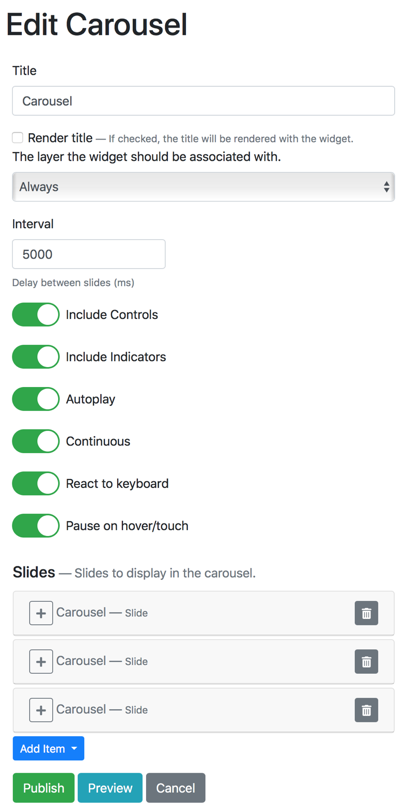 Edit Carousel
Title
Carousel
Render title — If checked, the title will be rendered with the widget.
The layer the widget should be associated with.
Always
Interval
5000
Delay between slides (ms)
Include Controls
Include Indicators
Autoplay
Continuous
React to keyboard
Pause on hover/touch
Slides — Slides to display in the carousel.
Carousel — Slide
Carousel — Slide
Carousel — Slide
Add Item
Publish Preview Cancel